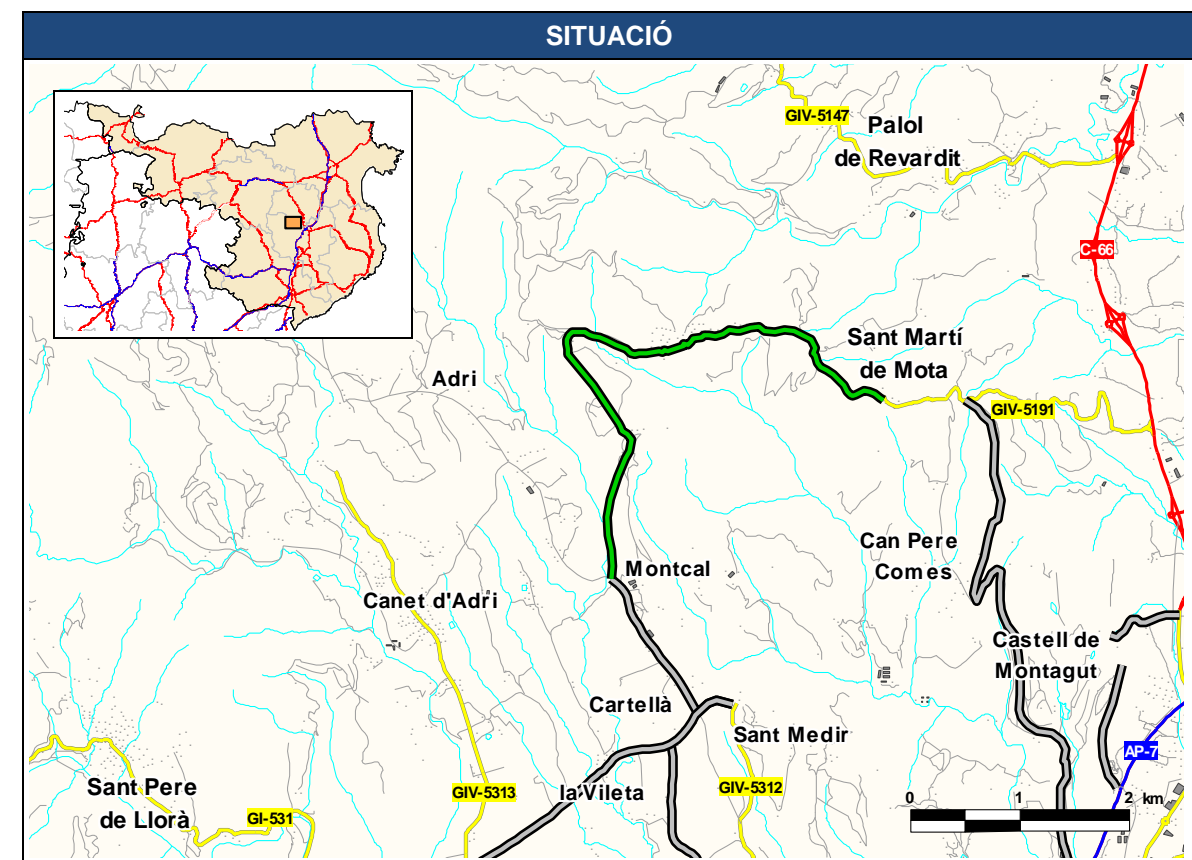 SITUACIÓ
GIV-5147
Palol
de Revardit
C-66
Sant Martí
de Mota
Adri
GIV-5191
Can Pere
Comes
Montcal
Canet d'Adri
Castell de
Montagut
Cartellà
Sant Medir
AP-7
Sant Pere
de Llorà
GIV-5313
la Vileta
GIV-5312
0 1 2 km
GI-531